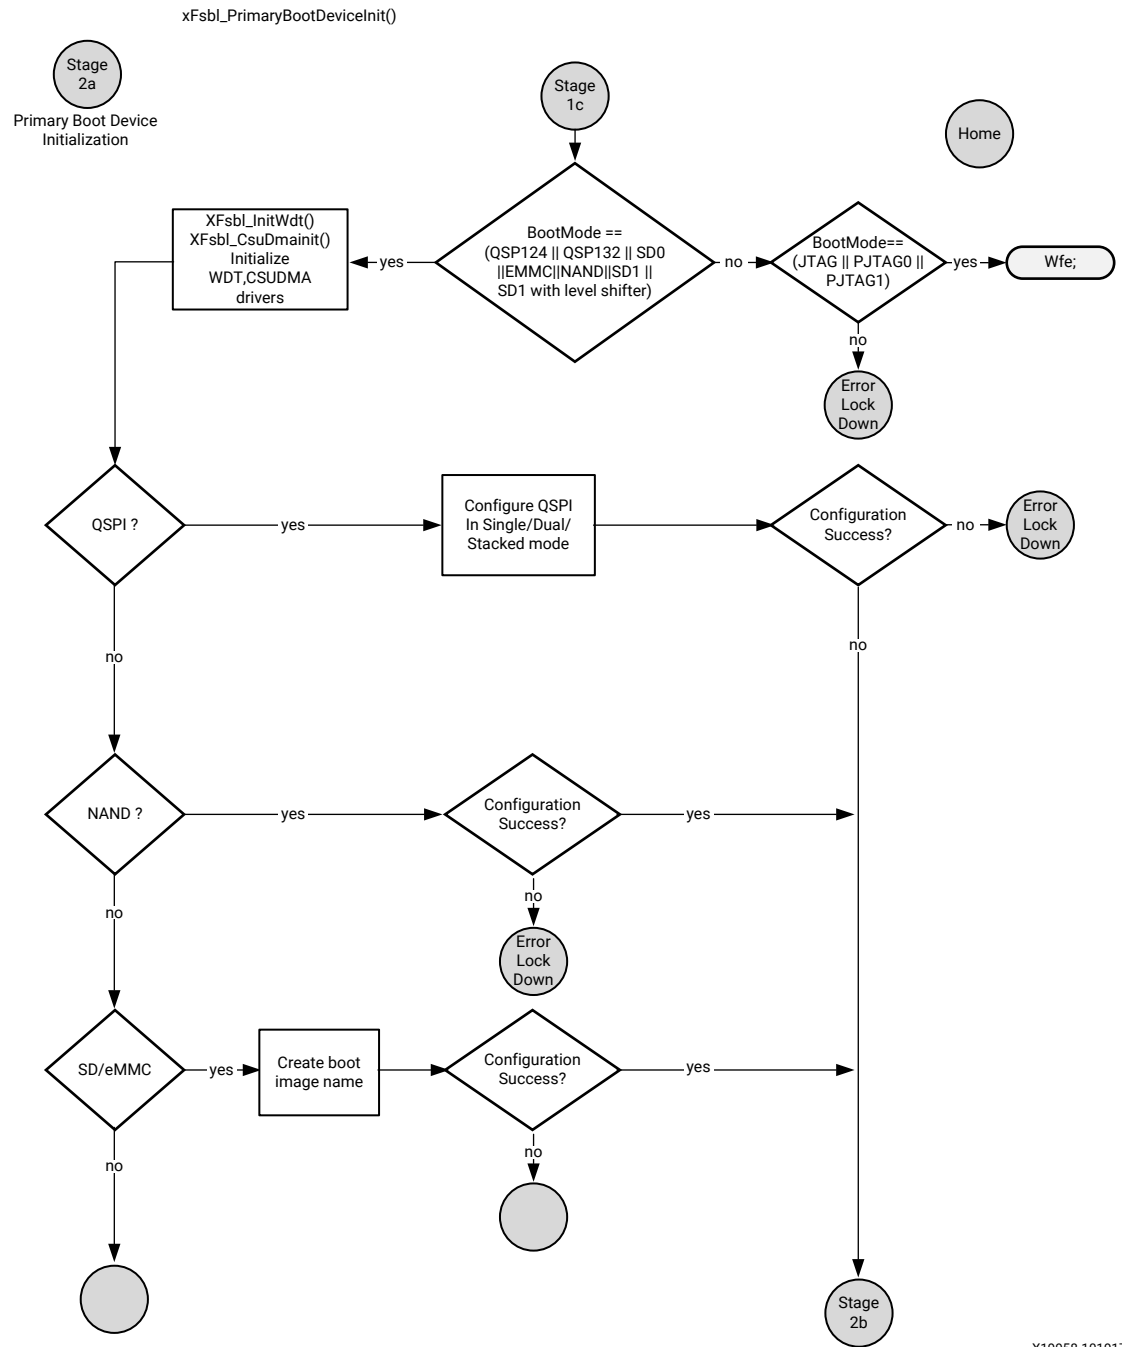 xFsbl_PrimaryBootDeviceInit()
Stage
2a
Primary Boot Device
Initialization
Stage
1c
Home
XFsbl_InitWdt()
XFsbl_CsuDmainit()
Initialize
WDT,CSUDMA
drivers
yes
BootMode ==
(QSP124 || QSP132 || SD0
||EMMC||NAND||SD1 ||
SD1 with level shifter)
no
BootMode==
(JTAG || PJTAG0 ||
PJTAG1)
yes
Wfe;
no
Error
Lock
Down
QSPI ?
yes
Configure QSPI
In Single/Dual/
Stacked mode
Configuration
Success?
no
Error
Lock
Down
no
no
NAND ?
yes
Configuration
Success?
yes
no
no
Error
Lock
Down
SD/eMMC
yes
Create boot
image name
Configuration
Success?
yes
no
no
Stage
2b